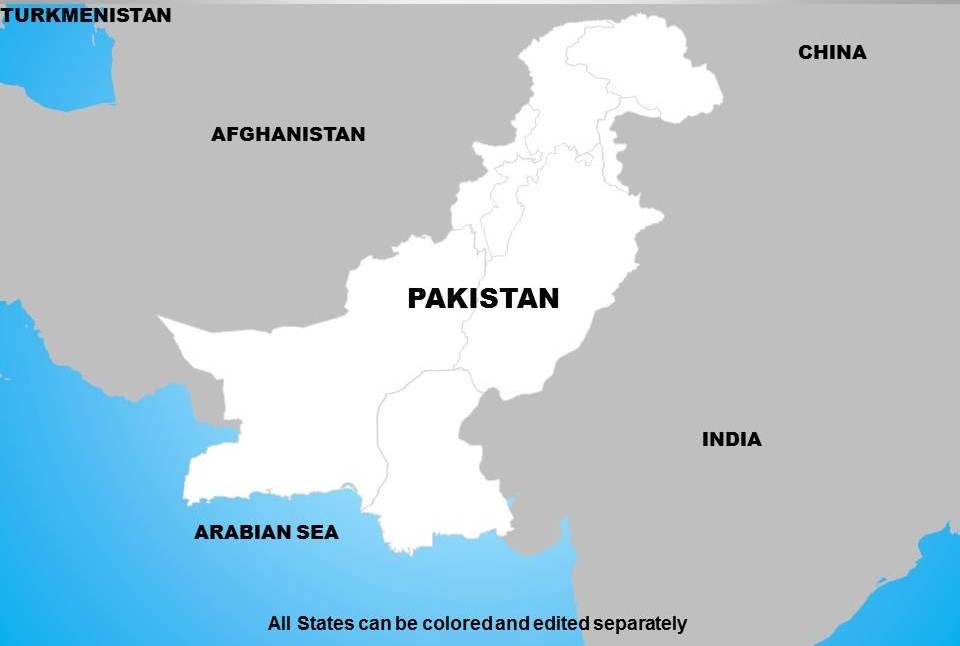 TURKMENISTAN
CHINA
AFGHANISTAN
PAKISTAN
INDIA
ARABIAN SEA
All States can be colored and edited separately